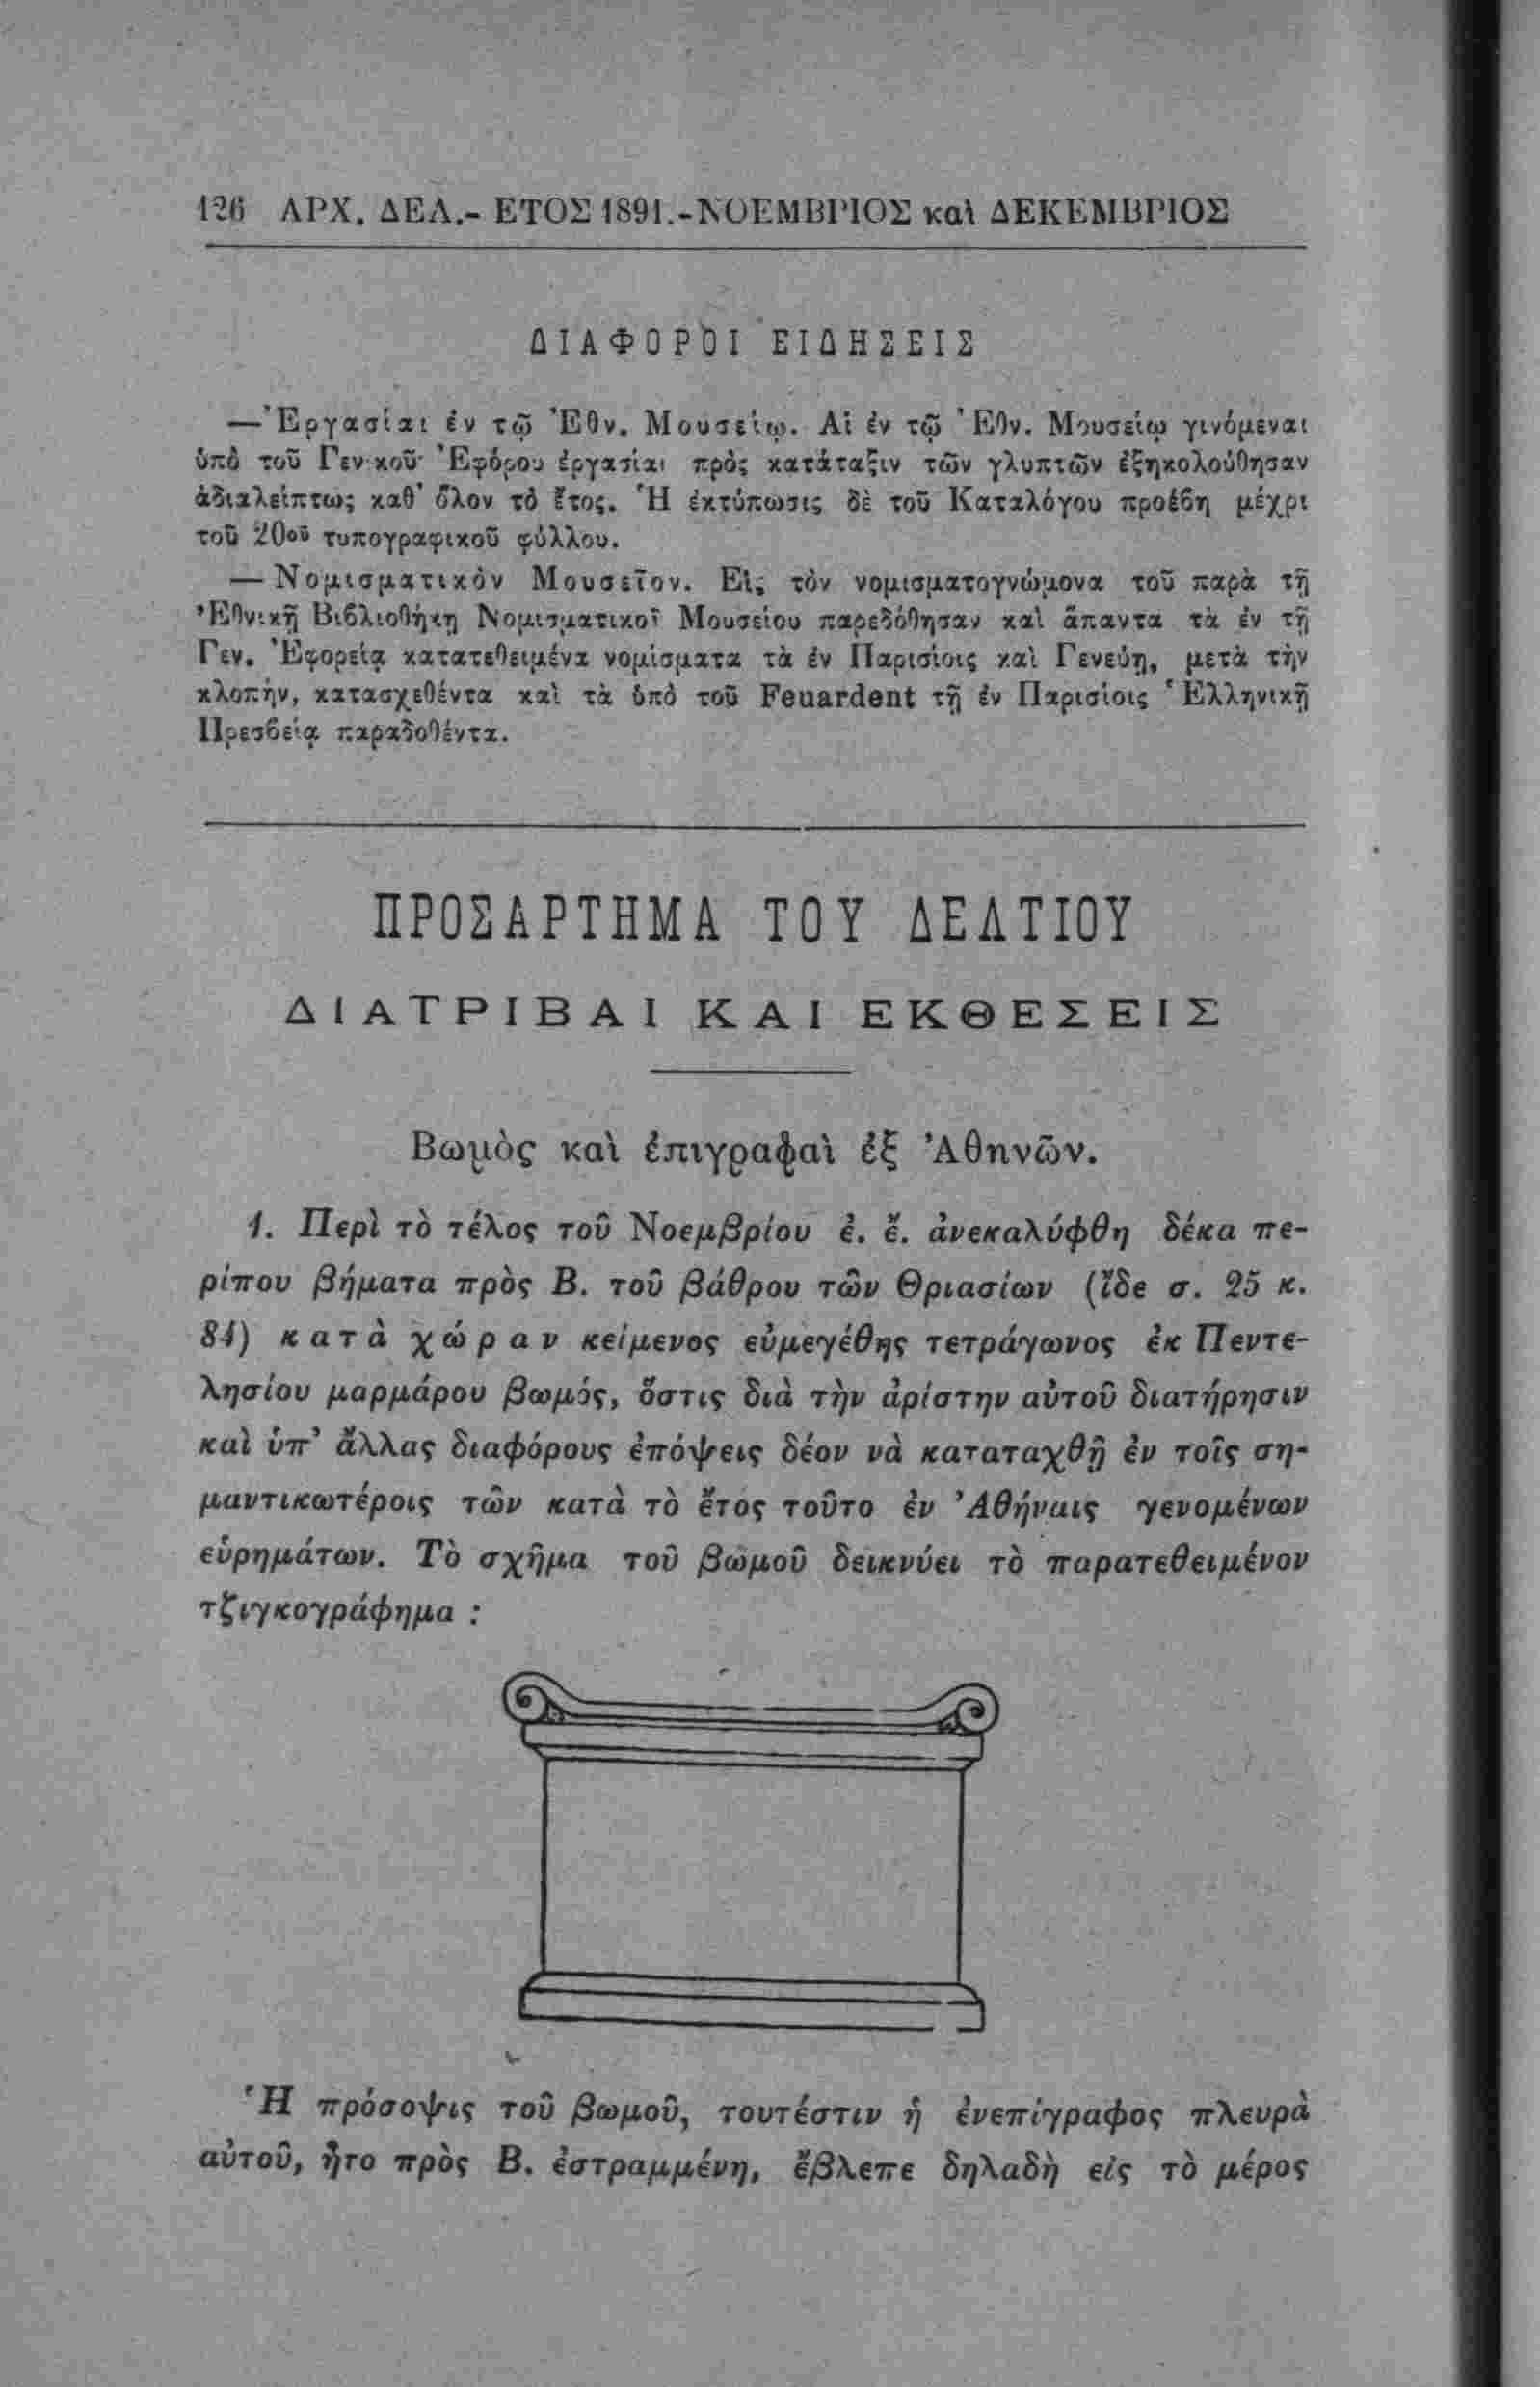 126 ΑΡΧ. ΔΕΛ.- ΕΤΟΣ 1891.-ΝΟΕΜΒΡΙΟΣ καὶ ΔΕΚΕΜΒΡΙΟΣ
ΔΙΑΦΟΡΟΙ ΕΙΔΗΣΕΙΣ
—Ἐργασίαι ἐν τῷ Ἐθν. Μουσείῳ. Αἱ ἐν τῷ Ἐθν. Μουσείῳ γινόμεναι
ὑπὸ τοῦ Γενικοῦ Ἐφόρου ἐργασίαι πρὸς κατάταξιν τῶν γλυπτῶν ἐξηκολούθησαν
ἀδιαλείπτως καθ' ὅλον τὸ ἔτος. Ἡ ἐκτύπωσις δὲ τοῦ Καταλόγου προέβη μέχρι
τοῦ 20οῦ τυπογραφικοῦ φύλλου.
— Νομισματικὸν Μουσεῖον. Εἰς τὸν νομισματογνώμονα τοῦ παρὰ τῇ
Ἐθνικῇ Βιβλιοθήκῃ Νομισματικοῦ Μουσείου παρεδόθησαν καὶ ἅπαντα τὰ ἐν τῇ
Γεν. Ἐφορείᾳ κατατεθειμένα νομίσματα τὰ ἐν Παρισίοις καὶ Γενεύῃ, μετὰ τὴν
κλοπὴν, κατασχεθέντα καὶ τὰ ὑπὸ τοῦ Feuardent τῇ ἐν Παρισίοις Ἑλληνικῇ
Πρεσβείᾳ παραδοθέντα.
ΠΡΟΣΑΡΤΗΜΑ ΤΟΥ ΔΕΛΤΙΟΥ
ΔΙΑΤΡΙΒΑΙ ΚΑΙ ΕΚΘΕΣΕΙΣ
Βωμὸς καὶ ἐπιγραφαὶ ἐξ Ἀθηνῶν.
1. Περὶ τὸ τέλος τοῦ Νοεμβρίου ἐ. ἔ. ἀνεκαλύφθη δέκα πε-
ρίπου βήματα πρὸς Β. τοῦ βάθρου τῶν Θριασίων (ἴδε σ. 25 κ.
84) κατὰ χώραν κείμενος εὐμεγέθης τετράγωνος ἐκ Πεντε-
λησίου μαρμάρου βωμός, ὅστις διὰ τὴν ἀρίστην αὐτοῦ διατήρησιν
καὶ ὑπ' ἄλλας διαφόρους ἐπόψεις δέον νὰ καταταχθῇ ἐν τοῖς ση-
μαντικωτέροις τῶν κατὰ τὸ ἔτος τοῦτο ἐν Ἀθήναις γενομένων
εὑρημάτων. Τὸ σχῆμα τοῦ βωμοῦ δεικνύει τὸ παρατεθειμένον
τζιγκογράφημα :
Ἡ πρόσοψις τοῦ βωμοῦ, τουτέστιν ἡ ἐνεπίγραφος πλευρὰ
αὐτοῦ, ἦτο πρὸς Β. ἐστραμμένη, ἔβλεπε δηλαδὴ εἰς τὸ μέρος